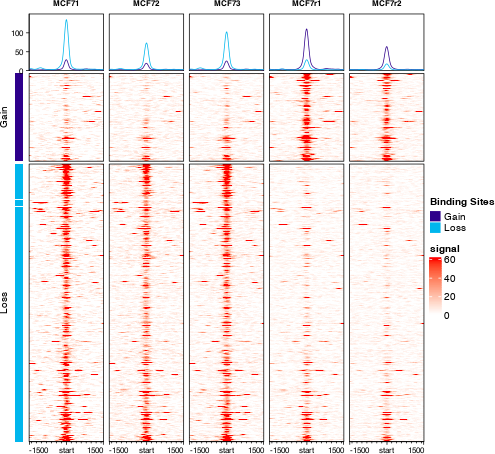 MCF71 MCF72 MCF73 MCF7r1 MCF7r2
100
50
0
Gain
Loss
Binding Sites
Gain
Loss
signal
60
40
20
0
-1500 start 1500 -1500 start 1500 -1500 start 1500 -1500 start 1500 -1500 start 1500